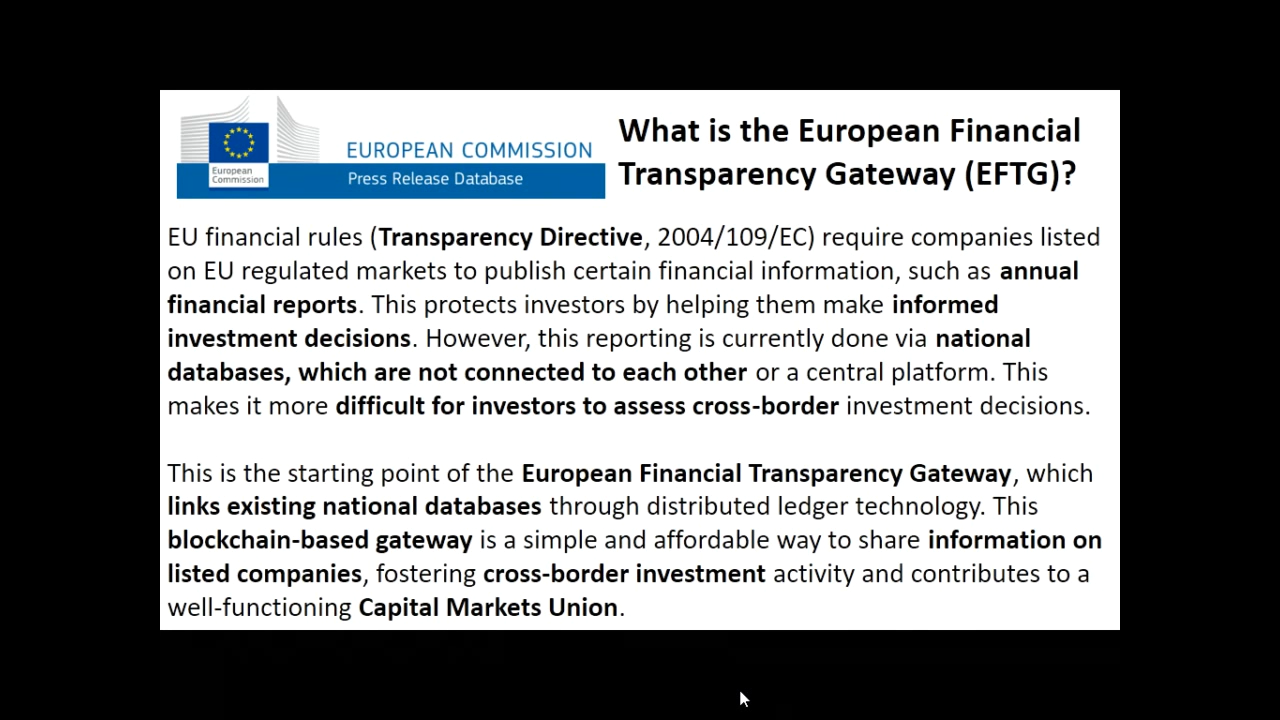 European
Commission
EUROPEAN COMMISSION
Press Release Database
What is the European Financial
Transparency Gateway (EFTG)?
EU financial rules (Transparency Directive, 2004/109/EC) require companies listed
on EU regulated markets to publish certain financial information, such as annual
financial reports. This protects investors by helping them make informed
investment decisions. However, this reporting is currently done via national
databases, which are not connected to each other or a central platform. This
makes it more difficult for investors to assess cross-border investment decisions.
This is the starting point of the European Financial Transparency Gateway, which
links existing national databases through distributed ledger technology. This
blockchain-based gateway is a simple and affordable way to share information on
listed companies, fostering cross-border investment activity and contributes to a
well-functioning Capital Markets Union.